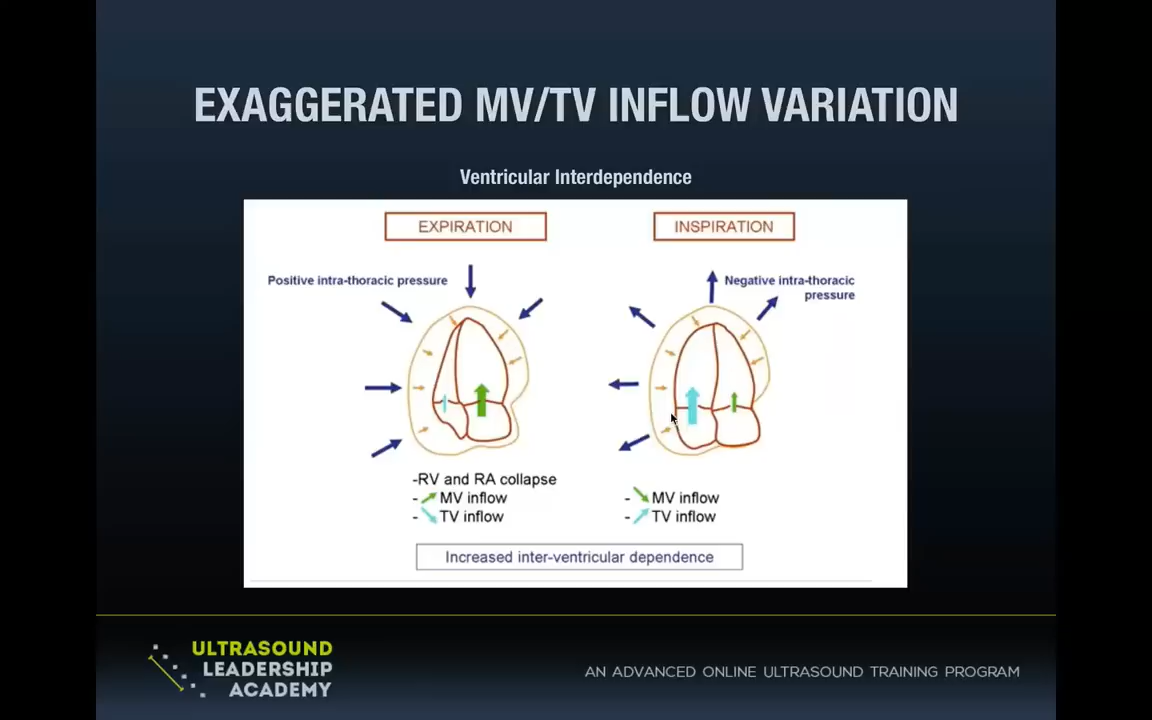 EXAGGERATED MV/TV INFLOW VARIATION
Ventricular Interdependence
EXPIRATION
INSPIRATION
Positive intra-thoracic pressure
Negative intra-thoracic
pressure
-RV and RA collapse
- MV inflow
- TV inflow
- MV inflow
- TV inflow
Increased inter-ventricular dependence
ULTRASOUND
LEADERSHIP
ACADEMY
AN ADVANCED ONLINE ULTRASOUND TRAINING PROGRAM